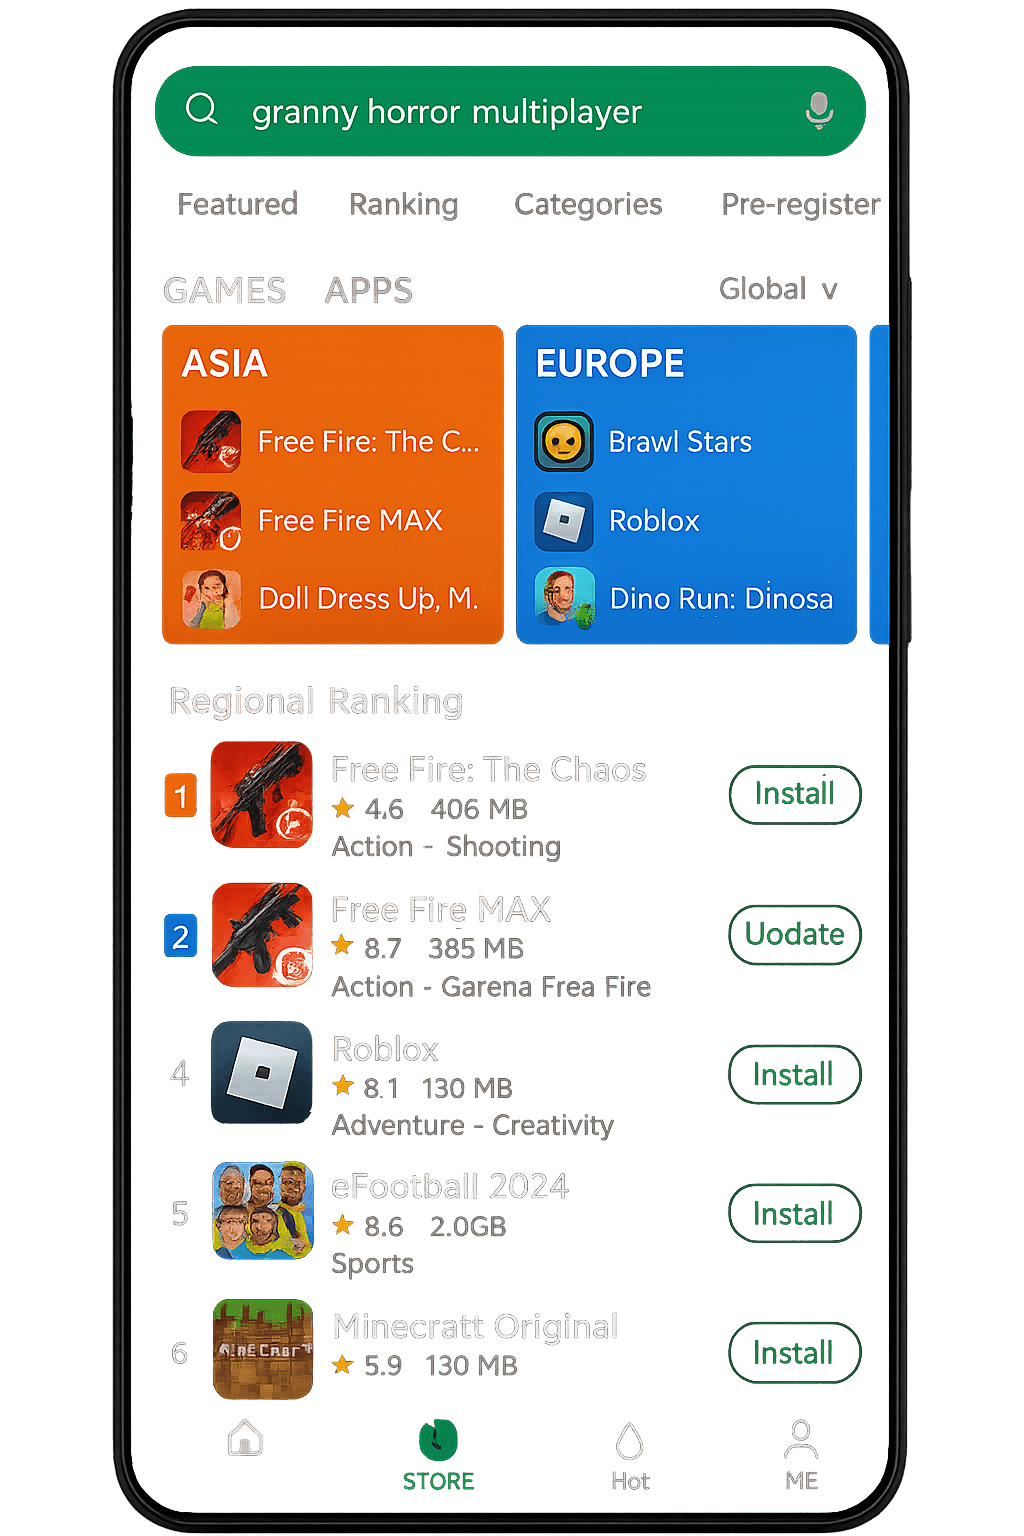 granny horror multiplayer
Featured Ranking Categories Pre-register
GAMES APPS Global v
ASIA
Free Fire: The C...
Free Fire MAX
Doll Dress Up, M.
EUROPE
Brawl Stars
Roblox
Dino Run: Dinosa
Regional Ranking
1
Free Fire: The Chaos
4.6 406 MB
Action - Shooting
Install
2
Free Fire MAX
8.7 385 MB
Action - Garena Frea Fire
Uodate
4
Roblox
8.1 130 MB
Adventure - Creativity
Install
5
eFootball 2024
8.6 2.0GB
Sports
Install
6
Minecratt Original
5.9 130 MB
Install
STORE Hot ME